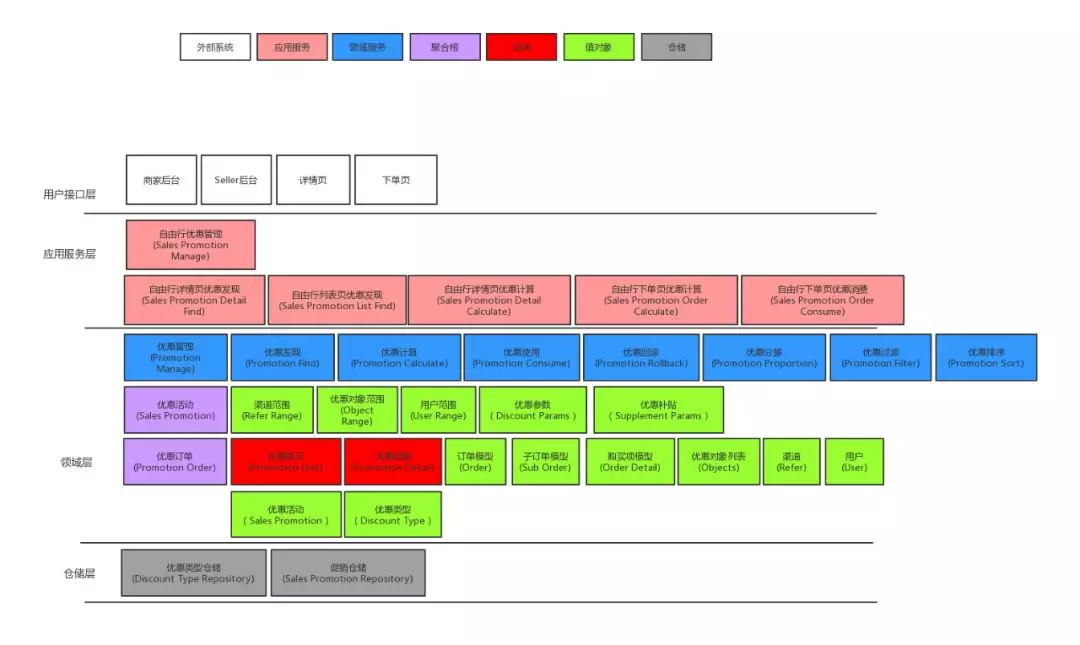 外部系统
应用服务
领域服务
聚合根
实体
值对象
仓储
用户接口层
商家后台
Seller后台
详情页
下单页
应用服务层
自由行优惠管理
(Sales Promotion
Manage)
自由行详情页优惠发现
(Sales Promotion Detail
Find)
自由行列表页优惠发现
(Sales Promotion List Find)
自由行详情页优惠计算
(Sales Promotion Detail
Calculate)
自由行下单页优惠计算
(Sales Promotion Order
Calculate)
自由行下单页优惠消费
(Sales Promotion Order
Consume)
领域层
优惠管理
(Promotion
Manage)
优惠发现
(Promotion Find)
优惠计算
(Promotion Calculate)
优惠使用
(Promotion Consume)
优惠回滚
(Promotion Rollback)
优惠分摊
(Promotion Proportion)
优惠过滤
(Promotion Filter)
优惠排序
(Promotion Sort)
优惠活动
(Sales Promotion)
渠道范围
(Refer Range)
优惠对象范围
(Object
Range)
用户范围
(User Range)
优惠参数
( Discount Params )
优惠补贴
( Supplement Params )
优惠订单
(Promotion Order)
优惠单元
(Promotion Unit)
(Promotion Detail)
订单模型
(Order)
子订单模型
(Sub Order)
购买项模型
(Order Detail)
优惠对象列表
(Objects)
渠道
(Refer)
用户
(User)
优惠活动
( Sales Promotion )
优惠类型
( Discount Type )
仓储层
优惠类型仓储
(Discount Type Repository)
促销仓储
(Sales Promotion Repository)